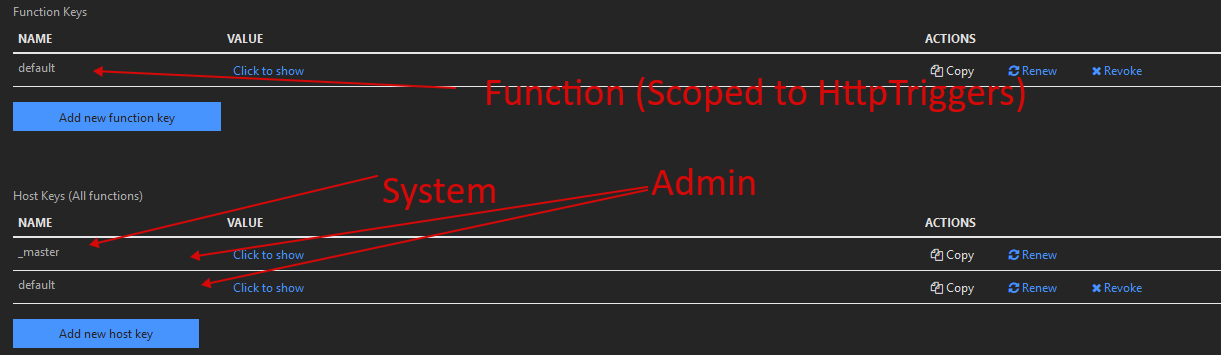 Function Keys
NAME VALUE ACTIONS
default Click to show Copy Renew Revoke
Function (Scoped to HttpTriggers)
Add new function key
System Admin
Host Keys (All functions)
NAME VALUE ACTIONS
_master Click to show Copy Renew
default Click to show Copy Renew Revoke
Add new host key